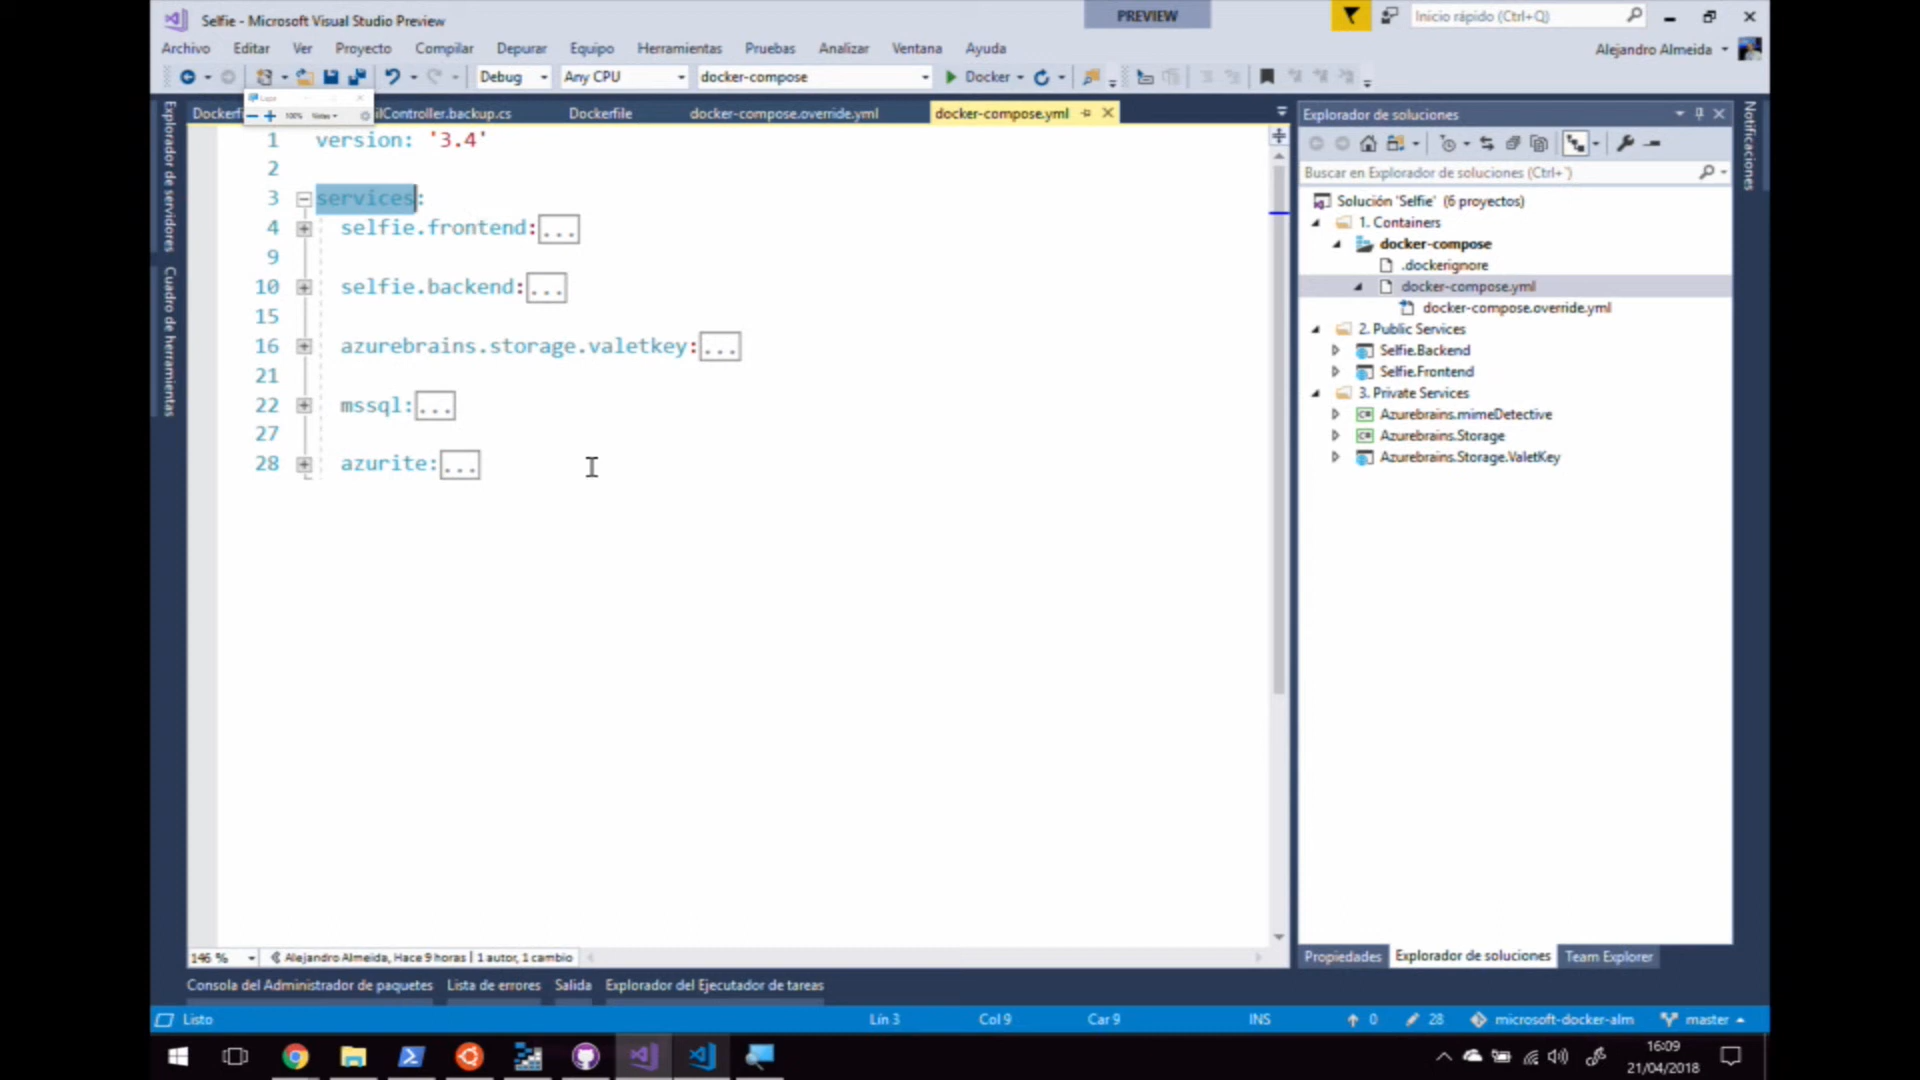 Selfie - Microsoft Visual Studio Preview
PREVIEW
Inicio rápido (Ctrl+Q)
Archivo Editar Ver Proyecto Compilar Depurar Equipo Herramientas Pruebas Analizar Ventana Ayuda
Alejandro Almeida
Debug Any CPU docker-compose Docker
Lupa
100%
Dockerfi ilController.backup.cs Dockerfile docker-compose.override.yml docker-compose.yml
Explorador de servidores
Cuadro de herramientas
1 version: '3.4'
2
3 services:
4 selfie.frontend:...
9
10 selfie.backend:...
15
16 azurebrains.storage.valetkey:...
21
22 mssql:...
27
28 azurite:...
Explorador de soluciones
Buscar en Explorador de soluciones (Ctrl+')
Solución 'Selfie' (6 proyectos)
1. Containers
docker-compose
.dockerignore
docker-compose.yml
docker-compose.override.yml
2. Public Services
Selfie.Backend
Selfie.Frontend
3. Private Services
C# Azurebrains.mimeDetective
C# Azurebrains.Storage
Azurebrains.Storage.ValetKey
Notificaciones
146 % Alejandro Almeida, Hace 9 horas | 1 autor, 1 cambio
Propiedades Explorador de soluciones Team Explorer
Consola del Administrador de paquetes Lista de errores Salida Explorador del Ejecutador de tareas
Listo Lín 3 Col 9 Car 9 INS 0 28 microsoft-docker-alm master
16:09
21/04/2018